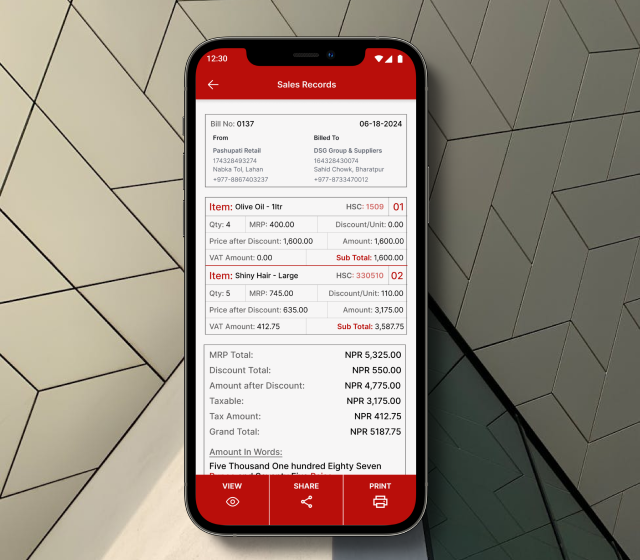 12:30
Sales Records
Bill No: 0137 06-18-2024
From Billed To
Pashupati Retail DSG Group & Suppliers
174328493274 164328430074
Nabka Tol, Lahan Sahid Chowk, Bharatpur
+977-8867403237 +977-8733470012
Item: Olive Oil - 1ltr HSC: 1509 01
Qty: 4 MRP: 400.00 Discount/Unit: 0.00
Price after Discount: 1,600.00 Amount: 1,600.00
VAT Amount: 0.00 Sub Total: 1,600.00
Item: Shiny Hair - Large HSC: 330510 02
Qty: 5 MRP: 745.00 Discount/Unit: 110.00
Price after Discount: 635.00 Amount: 3,175.00
VAT Amount: 412.75 Sub Total: 3,587.75
MRP Total: NPR 5,325.00
Discount Total: NPR 550.00
Amount after Discount: NPR 4,775.00
Taxable: NPR 3,175.00
Tax Amount: NPR 412.75
Grand Total: NPR 5187.75
Amount In Words:
Five Thousand One hundred Eighty Seven
VIEW SHARE PRINT